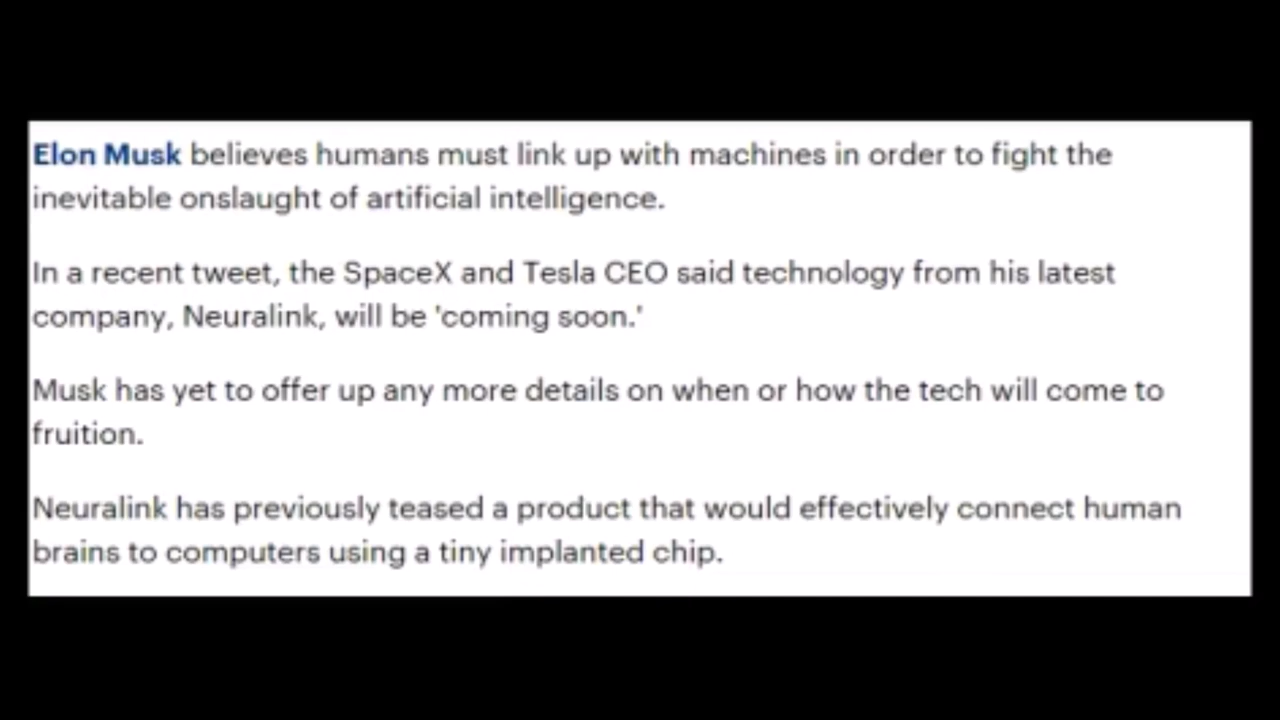 Elon Musk believes humans must link up with machines in order to fight the
inevitable onslaught of artificial intelligence.
In a recent tweet, the SpaceX and Tesla CEO said technology from his latest
company, Neuralink, will be 'coming soon.'
Musk has yet to offer up any more details on when or how the tech will come to
fruition.
Neuralink has previously teased a product that would effectively connect human
brains to computers using a tiny implanted chip.